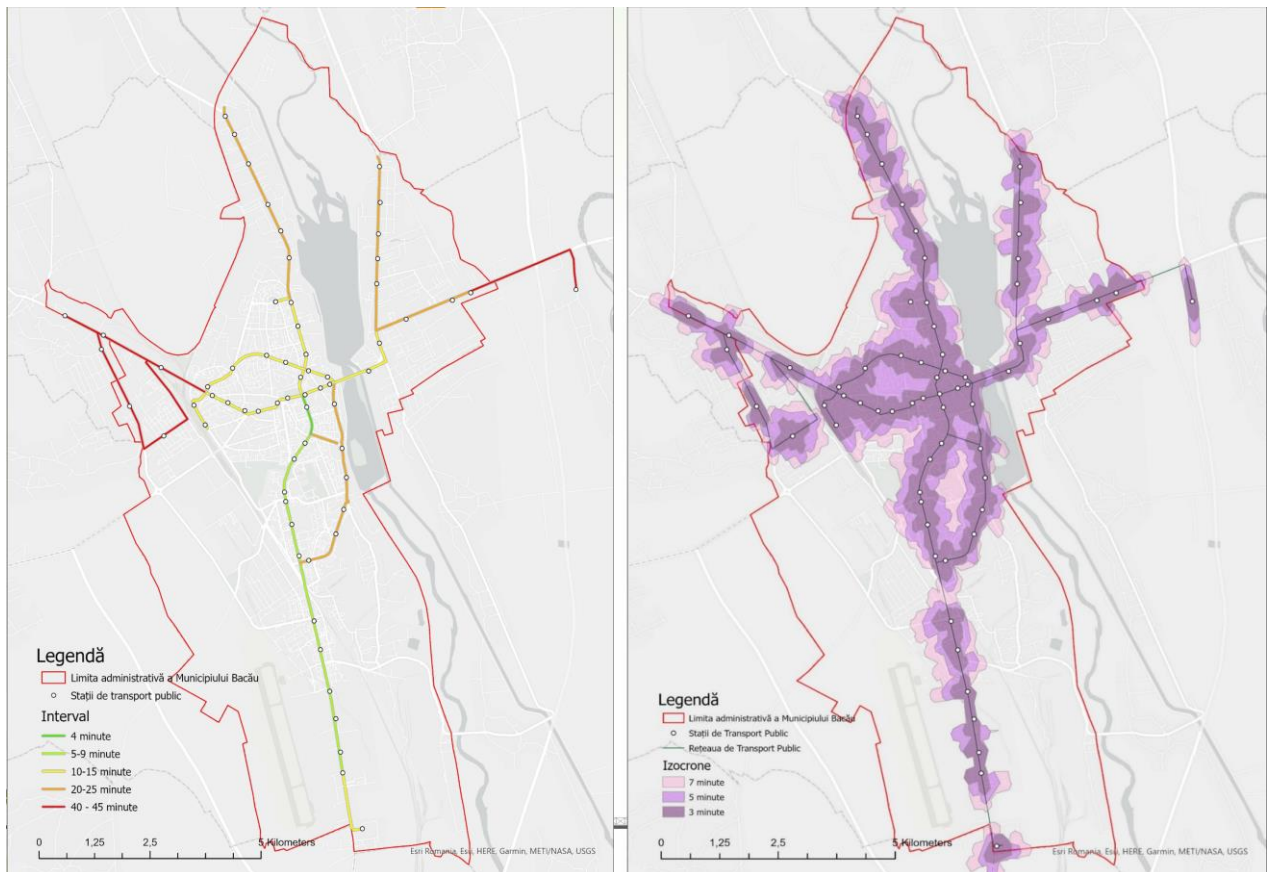 Legendă
Limita administrativă a Municipiului Bacău
Stații de transport public
Interval
4 minute
5-9 minute
10-15 minute
20-25 minute
40 - 45 minute
0 1,25 2,5 5 Kilometers
Esri Romania, Esri, HERE, Garmin, METI/NASA, USGS
Legendă
Limita administrativă a Municipiului Bacău
Stații de Transport Public
Rețeaua de Transport Public
Izocrone
7 minute
5 minute
3 minute
0 1,25 2,5 5 Kilometers
Esri Romania, Esri, HERE, Garmin, METI/NASA, USGS